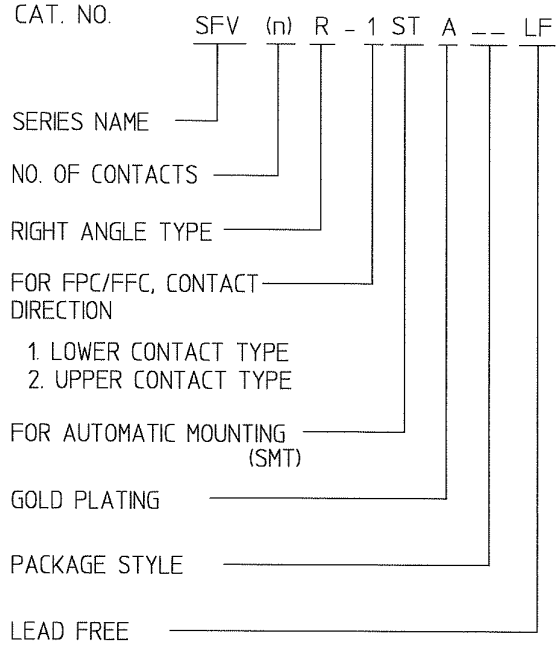 CAT. NO.
SFV (n) R - 1 ST A _ _ LF
SERIES NAME
NO. OF CONTACTS
RIGHT ANGLE TYPE
FOR FPC/FFC, CONTACT
DIRECTION
1. LOWER CONTACT TYPE
2. UPPER CONTACT TYPE
FOR AUTOMATIC MOUNTING
(SMT)
GOLD PLATING
PACKAGE STYLE
LEAD FREE